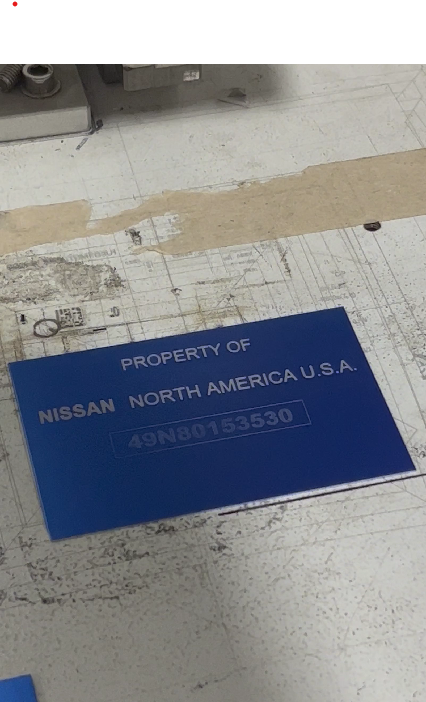 PROPERTY OF
NISSAN NORTH AMERICA U.S.A.
49N80153530